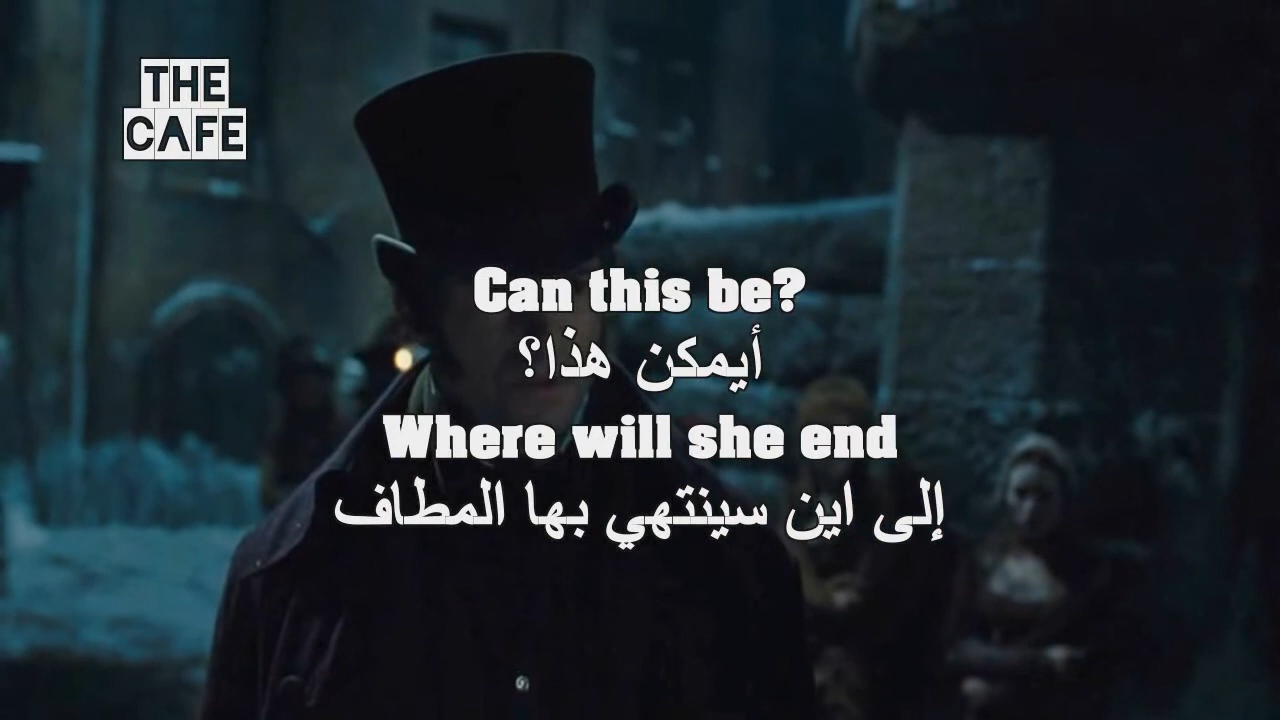 THE
CAFE
Can this be?
أيمكن هذا؟
Where will she end
إلى اين سينتهي بها المطاف